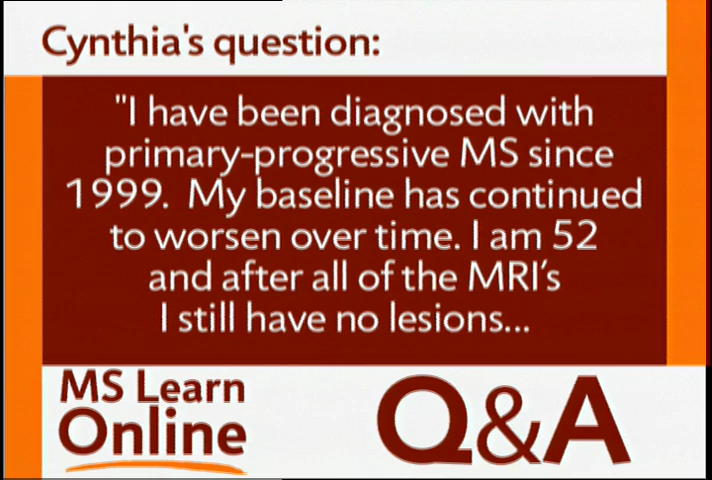 Cynthia's question:
"I have been diagnosed with
primary-progressive MS since
1999. My baseline has continued
to worsen over time. I am 52
and after all of the MRI's
I still have no lesions...
MS Learn
Online
Q&A